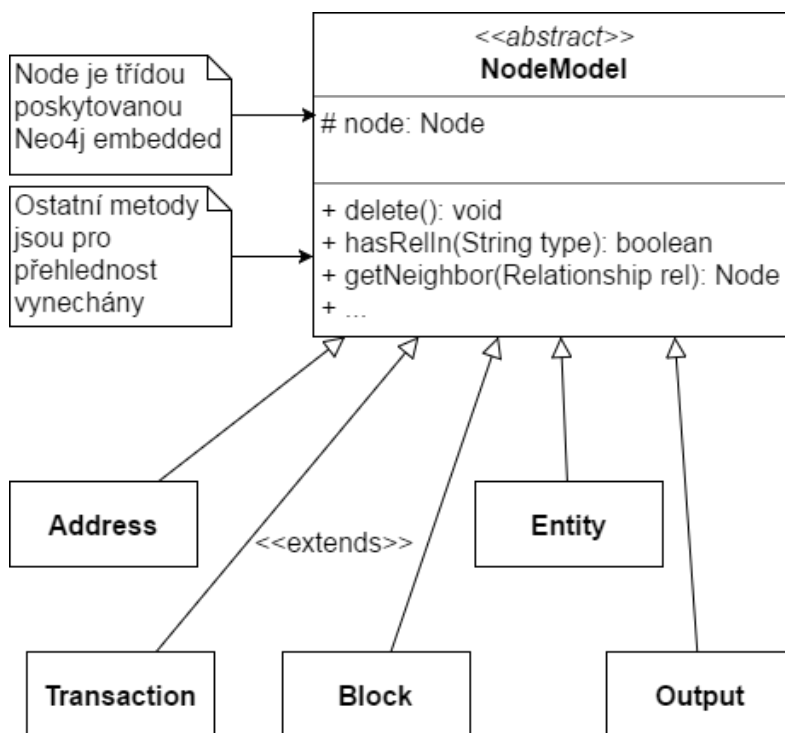 <<abstract>>
NodeModel
Node je třídou
poskytovanou
Neo4j embedded
# node: Node
Ostatní metody
jsou pro
přehlednost
vynechány
+ delete(): void
+ hasRelIn(String type): boolean
+ getNeighbor(Relationship rel): Node
+ ...
Address
Entity
<<extends>>
Transaction
Block
Output